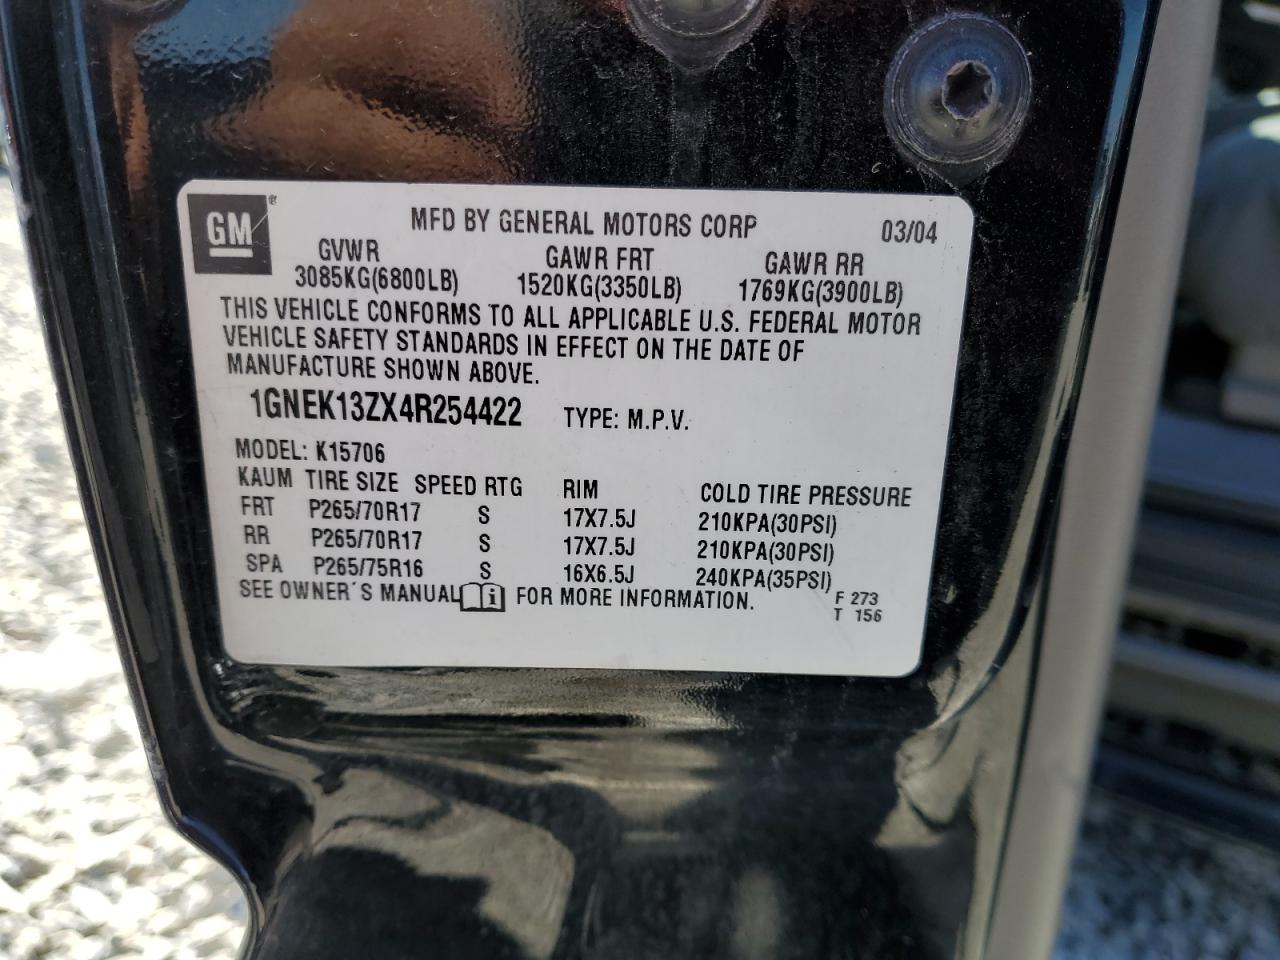 GM®
MFD BY GENERAL MOTORS CORP 03/04
GVWR GAWR FRT GAWR RR
3085KG(6800LB) 1520KG(3350LB) 1769KG(3900LB)
THIS VEHICLE CONFORMS TO ALL APPLICABLE U.S. FEDERAL MOTOR
VEHICLE SAFETY STANDARDS IN EFFECT ON THE DATE OF
MANUFACTURE SHOWN ABOVE.
1GNEK13ZX4R254422 TYPE: M.P.V.
MODEL: K15706
KAUM TIRE SIZE SPEED RTG RIM COLD TIRE PRESSURE
FRT P265/70R17 S 17X7.5J 210KPA(30PSI)
RR P265/70R17 S 17X7.5J 210KPA(30PSI)
SPA P265/75R16 S 16X6.5J 240KPA(35PSI)
SEE OWNER'S MANUAL i FOR MORE INFORMATION.
F 273
T 156